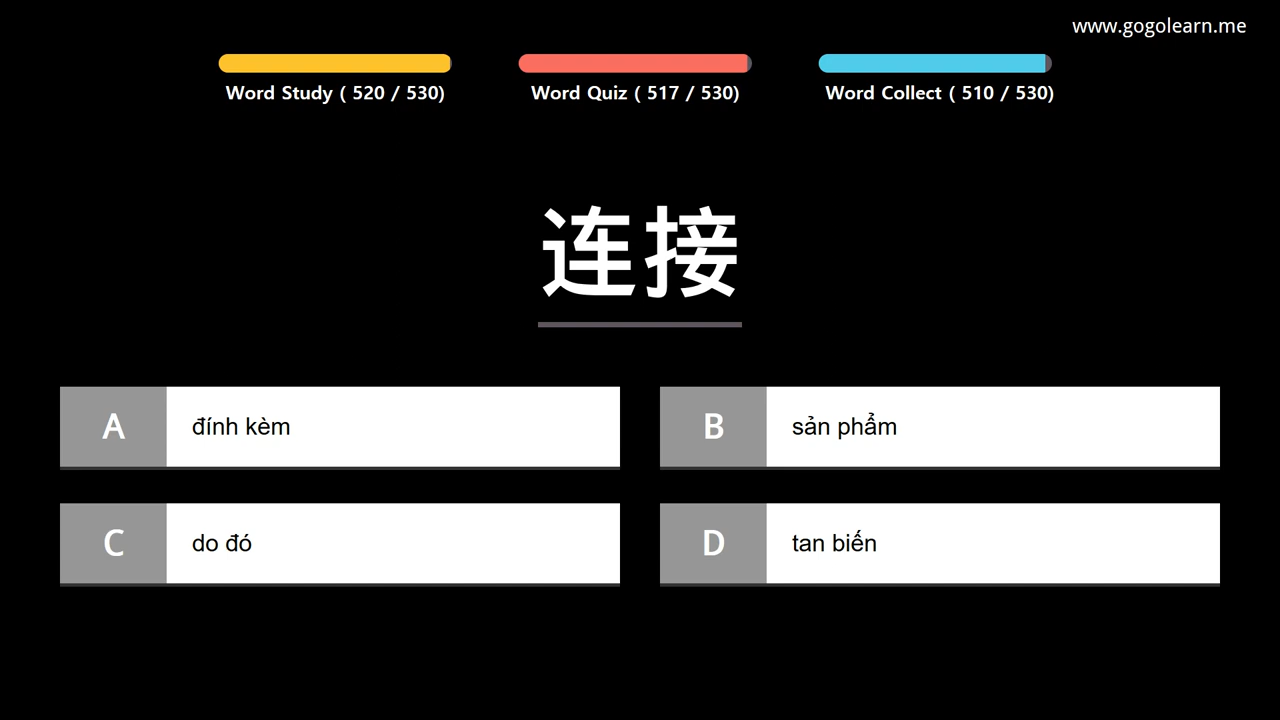 www.gogolearn.me
Word Study ( 520 / 530)
Word Quiz ( 517 / 530)
Word Collect ( 510 / 530)
连接
A
đính kèm
B
sản phẩm
C
do đó
D
tan biến